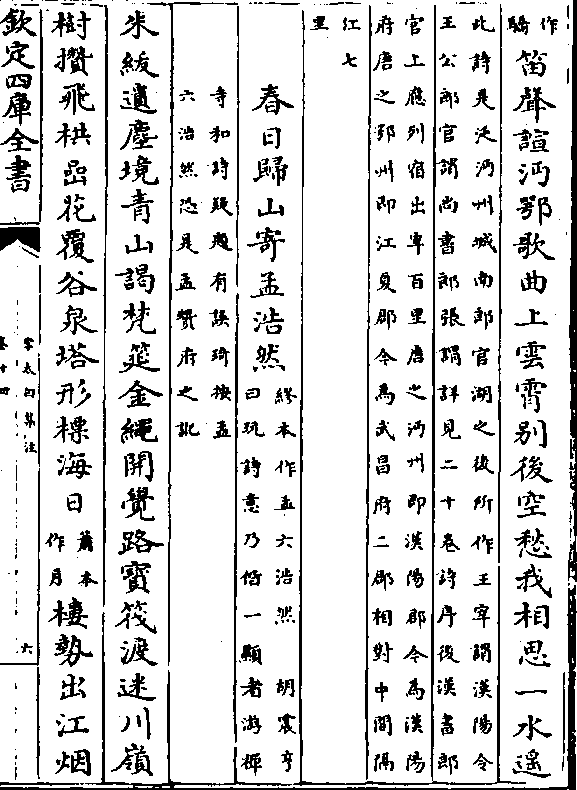 作
驕
笛聲諠沔鄂歌曲上雲霄别後空愁我相思一水遥
此詩是泛沔州城南郎官湖之後所作王宰謂漢陽令
王公郎官謂尚書郎張謂詳見二十卷詩序後漢書郎
官上應列宿出宰百里唐之沔州即漢陽郡今為漢陽
府唐之鄂州即江夏郡今為武昌府二郡相對中間隔
江七
里
春日歸山寄孟浩然
繆本作孟六浩然 胡震亨
曰玩詩意乃偕一顯者游禪
寺和詩疑題有誤琦按孟
六浩然恐是孟贊府之訛
朱紱遺塵境青山謁梵筵金繩開覺路寳筏渡迷川嶺
樹攅飛栱嵒花覆谷泉塔形標海日
蕭本
作月
樓勢出江烟
欽定四庫全書
李太白集注
卷十四
六